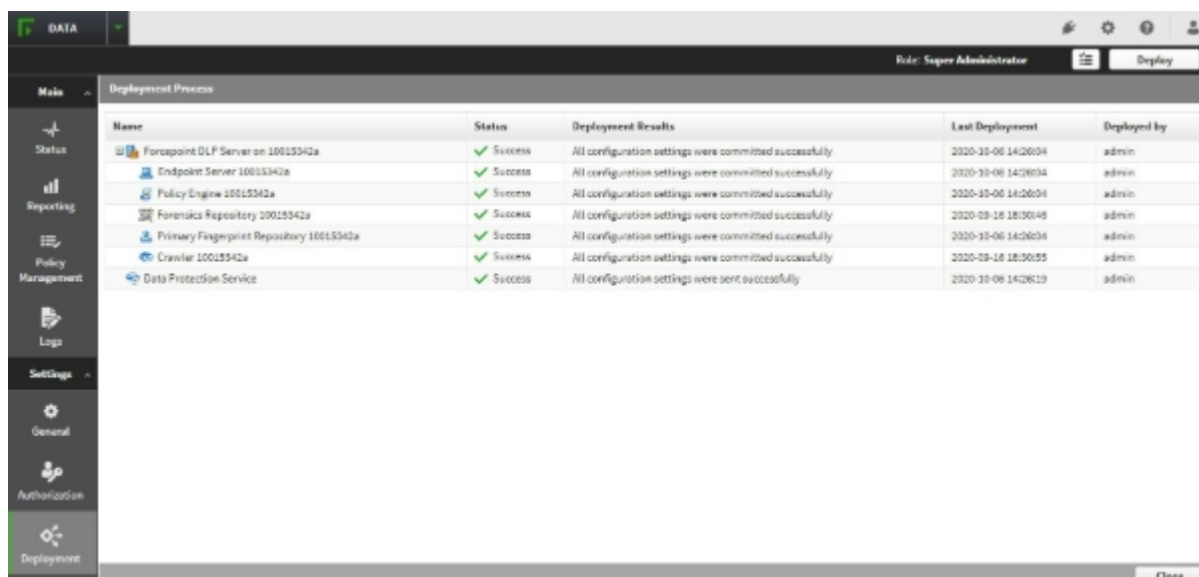 DATA
Role: Super Administrator
Deploy
Main
Deployment Process
Status
Reporting
Policy Management
Logs
Settings
General
Authorization
Deployment
Name Status Deployment Results Last Deployment Deployed by
Forcepoint DLP Server on 10015342a Success All configuration settings were committed successfully 2020-10-06 14:26:04 admin
Endpoint Server 10015342a Success All configuration settings were committed successfully 2020-10-06 14:26:04 admin
Policy Engine 10015342a Success All configuration settings were committed successfully 2020-10-06 14:26:04 admin
Forensics Repository 10015342a Success All configuration settings were committed successfully 2020-09-16 18:30:46 admin
Primary Fingerprint Repository 10015342a Success All configuration settings were committed successfully 2020-10-06 14:26:04 admin
Crawler 10015342a Success All configuration settings were committed successfully 2020-09-16 18:30:55 admin
Data Protection Service Success All configuration settings were sent successfully 2020-10-06 14:26:19 admin